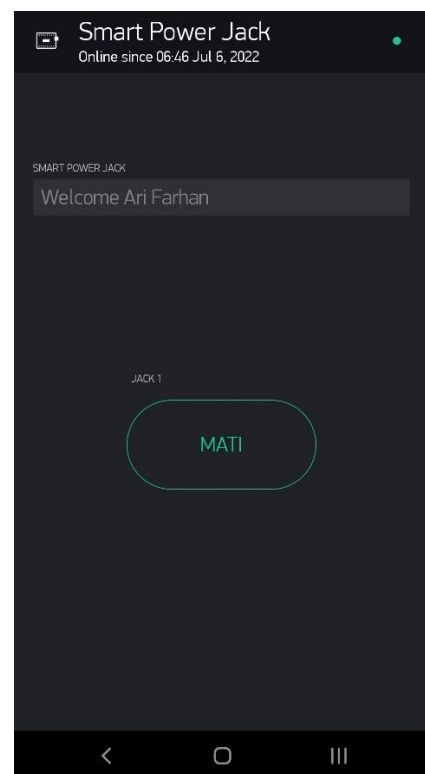 Smart Power Jack
Online since 06:46 Jul 6, 2022
SMART POWER JACK
Welcome Ari Farhan
JACK 1
MATI